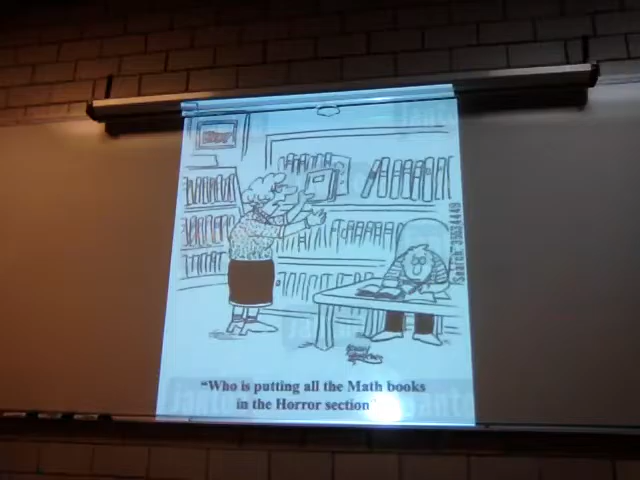 "Who is putting all the Math books
in the Horror section"